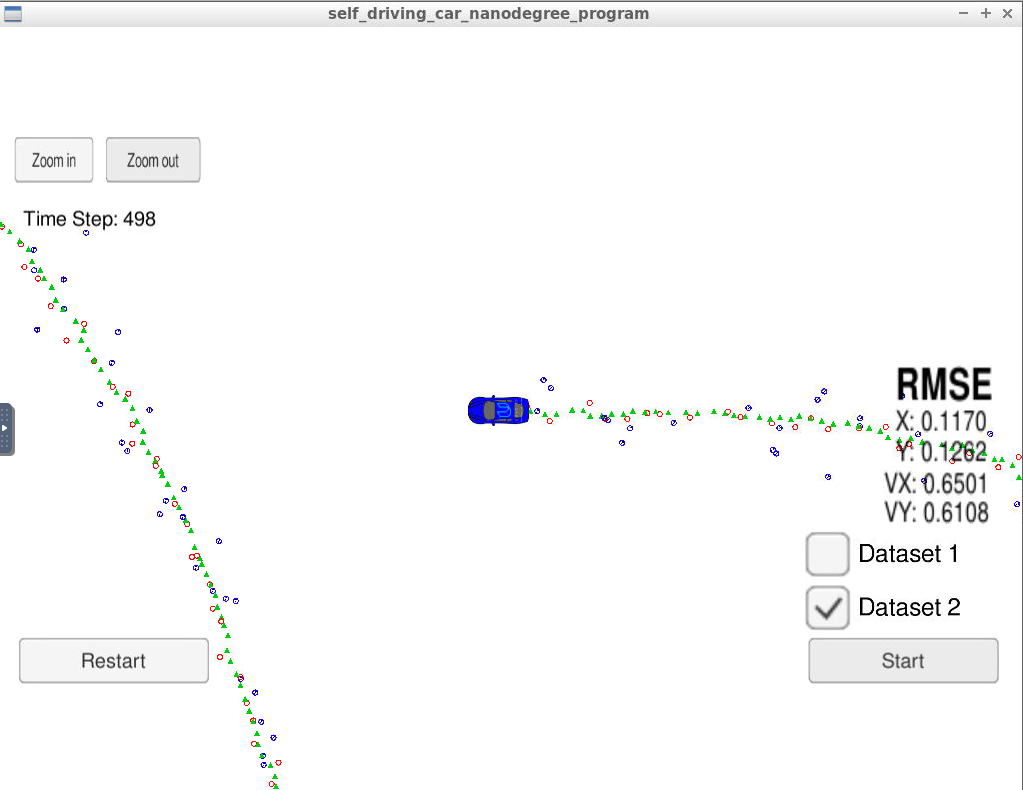 self_driving_car_nanodegree_program
Zoom in
Zoom out
Time Step: 498
RMSE
X: 0.1170
Y: 0.1262
VX: 0.6501
VY: 0.6108
Dataset 1
Dataset 2
Restart
Start